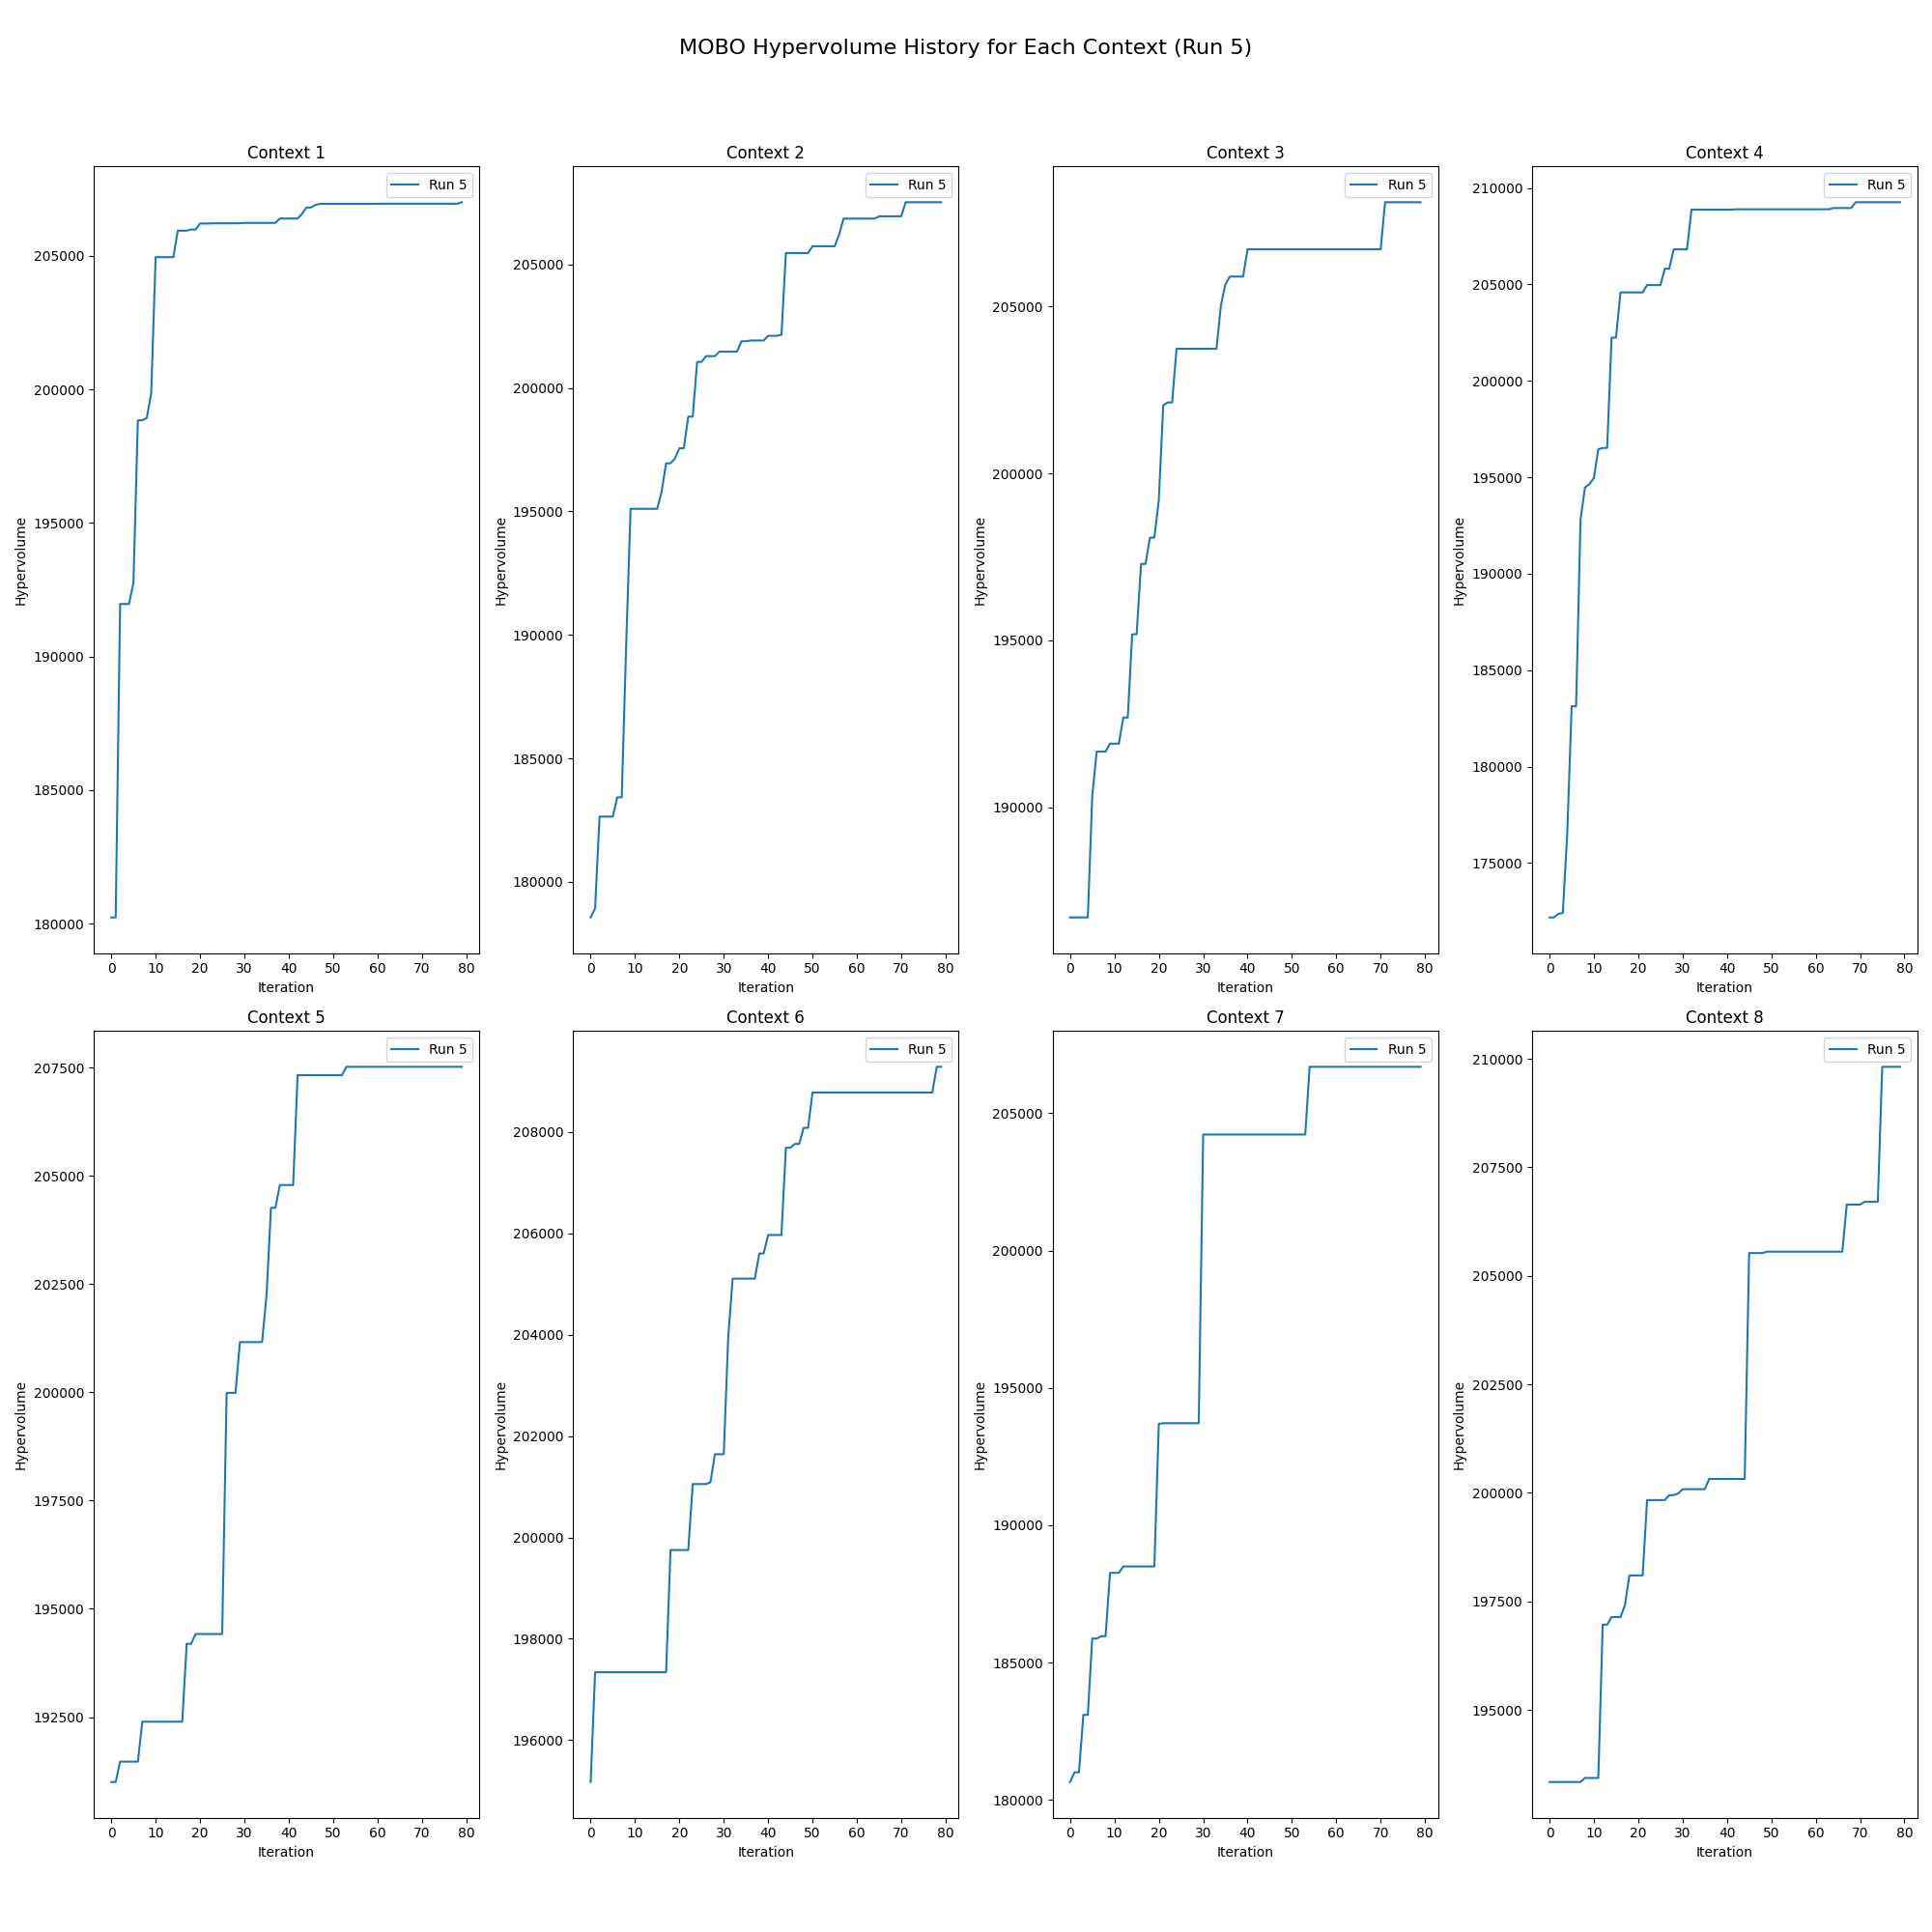 MOBO Hypervolume History for Each Context (Run 5)
Context 1
Run 5
205000
200000
195000
190000
185000
180000
Hypervolume
0 10 20 30 40 50 60 70 80
Iteration
Context 2
Run 5
205000
200000
195000
190000
185000
180000
Hypervolume
0 10 20 30 40 50 60 70 80
Iteration
Context 3
Run 5
205000
200000
195000
190000
Hypervolume
0 10 20 30 40 50 60 70 80
Iteration
Context 4
Run 5
210000
205000
200000
195000
190000
185000
180000
175000
Hypervolume
0 10 20 30 40 50 60 70 80
Iteration
Context 5
Run 5
207500
205000
202500
200000
197500
195000
192500
Hypervolume
0 10 20 30 40 50 60 70 80
Iteration
Context 6
Run 5
208000
206000
204000
202000
200000
198000
196000
Hypervolume
0 10 20 30 40 50 60 70 80
Iteration
Context 7
Run 5
205000
200000
195000
190000
185000
180000
Hypervolume
0 10 20 30 40 50 60 70 80
Iteration
Context 8
Run 5
210000
207500
205000
202500
200000
197500
195000
Hypervolume
0 10 20 30 40 50 60 70 80
Iteration